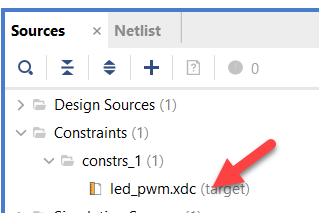 Sources × Netlist
? 0
Design Sources (1)
Constraints (1)
constrs_1 (1)
led_pwm.xdc (target)